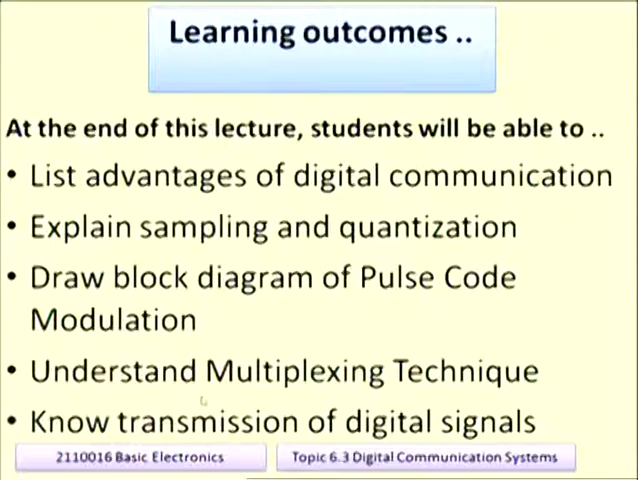 Learning outcomes ..
At the end of this lecture, students will be able to ..
• List advantages of digital communication
• Explain sampling and quantization
• Draw block diagram of Pulse Code
Modulation
• Understand Multiplexing Technique
• Know transmission of digital signals
2110016 Basic Electronics
Topic 6.3 Digital Communication Systems